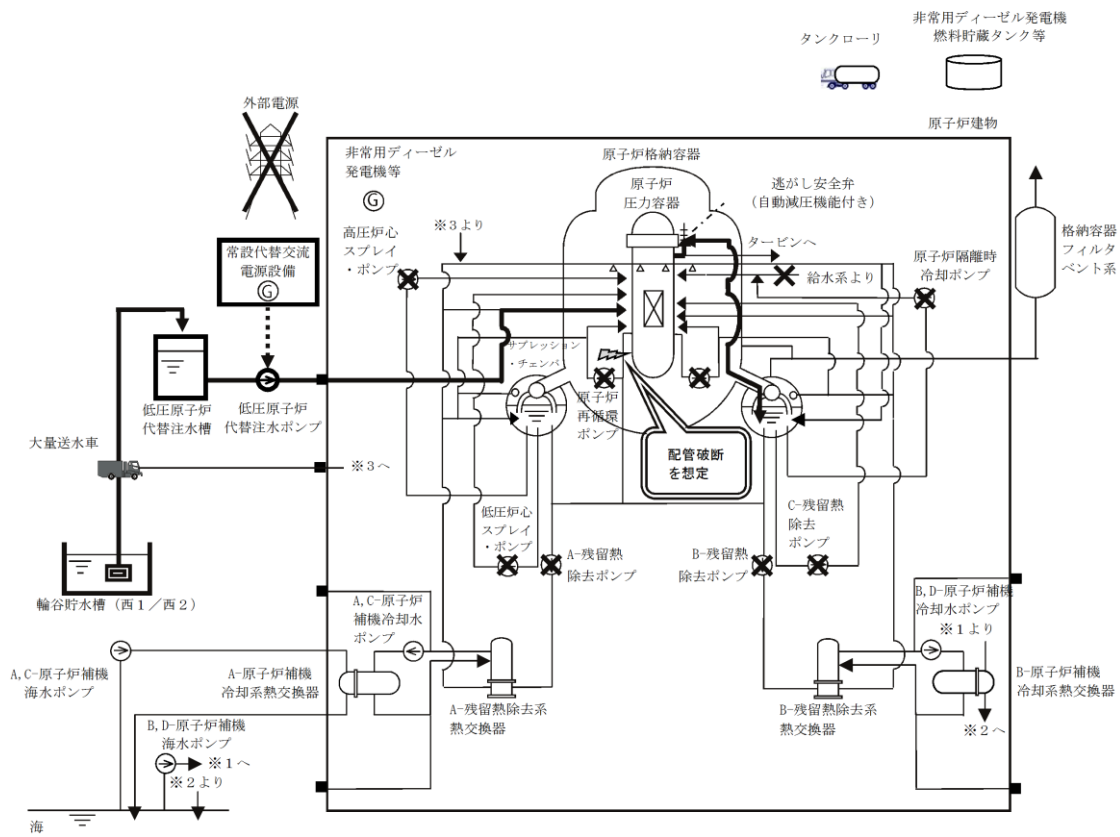 非常用ディーゼル発電機
燃料貯蔵タンク等
タンクローリ
外部電源
原子炉建物
非常用ディーゼル
発電機等
G
原子炉格納容器
原子炉
圧力容器
逃がし安全弁
(自動減圧機能付き)
※3より
タービンへ
高圧炉心
スプレイ
・ポンプ
給水系より
原子炉隔離時
冷却ポンプ
格納容器
フィルタ
ベント系
常設代替交流
電源設備
G
サプレッション
・チェンバ
低圧原子炉
代替注水槽
低圧原子炉
代替注水ポンプ
原子炉
再循環
ポンプ
大量送水車
※3へ
配管破断
を想定
低圧炉心
スプレイ
・ポンプ
A-残留熱
除去ポンプ
B-残留熱
除去ポンプ
C-残留熱
除去
ポンプ
輪谷貯水槽(西1/西2)
A,C-原子炉
補機冷却水
ポンプ
B,D-原子炉補機
冷却水ポンプ
※1より
A,C-原子炉補機
海水ポンプ
A-原子炉補機
冷却系熱交換器
A-残留熱除去系
熱交換器
B-残留熱除去系
熱交換器
B-原子炉補機
冷却系熱交換器
B,D-原子炉補機
海水ポンプ
※1へ
※2より
※2へ
海